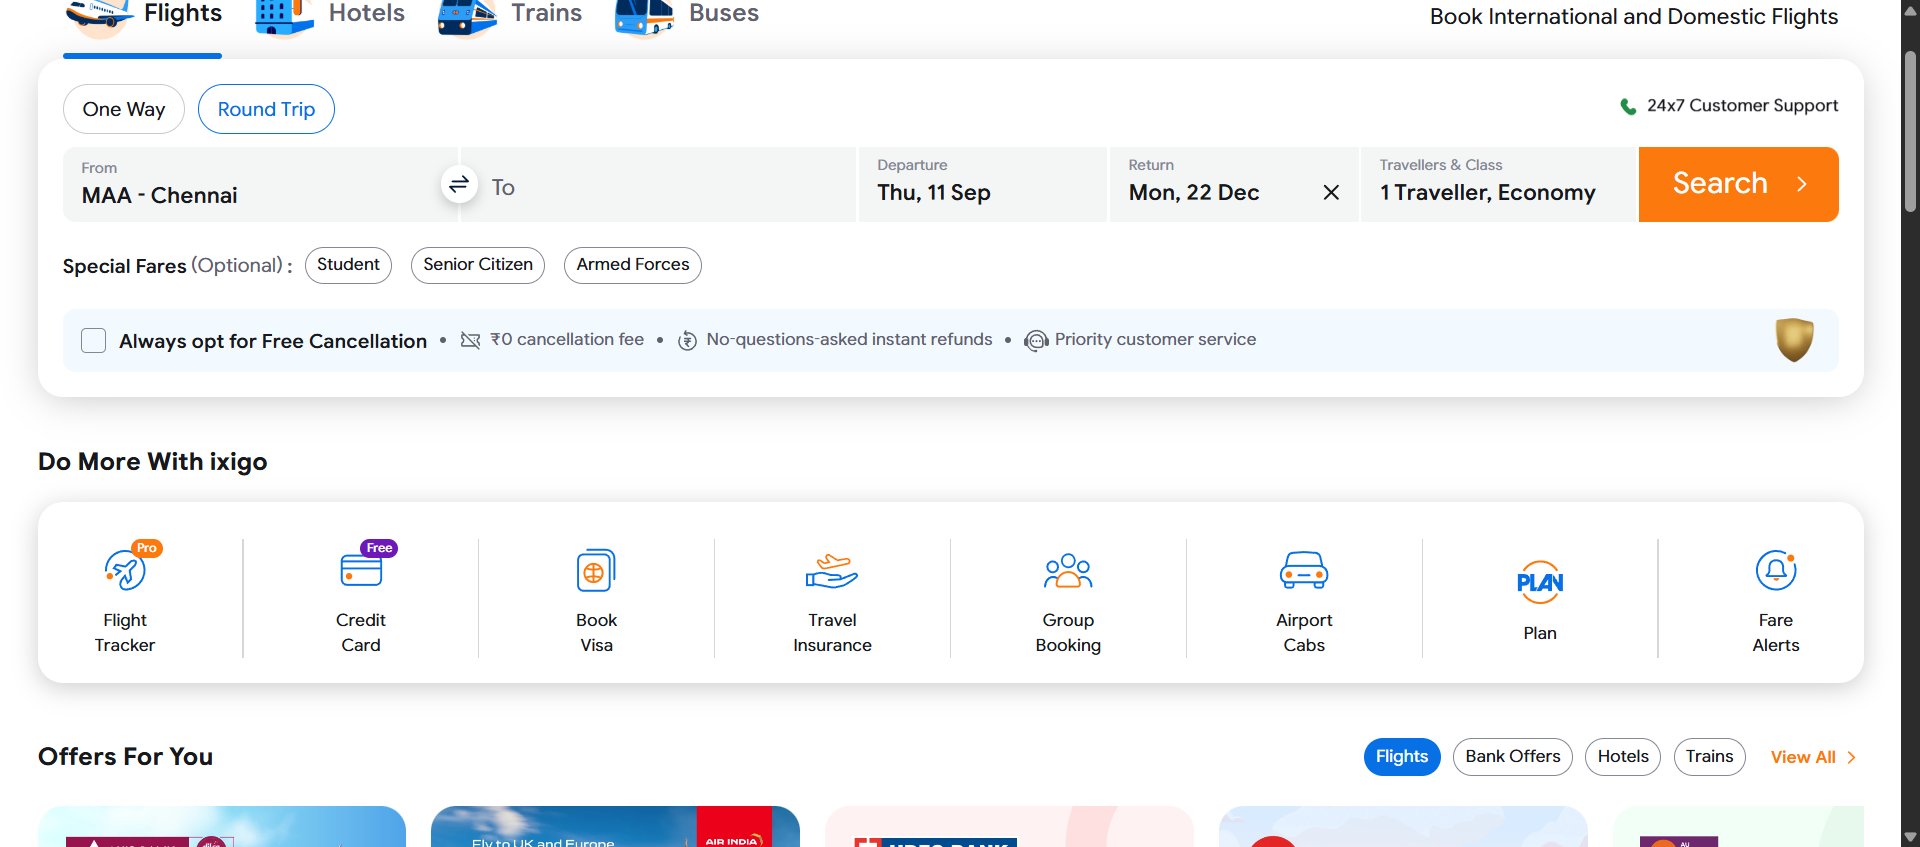 Flights
Hotels
Trains
Buses
Book International and Domestic Flights
One Way
Round Trip
24x7 Customer Support
From
MAA - Chennai
To
Departure
Thu, 11 Sep
Return
Mon, 22 Dec
Travellers & Class
1 Traveller, Economy
Search
Special Fares (Optional) :
Student
Senior Citizen
Armed Forces
Always opt for Free Cancellation • ₹0 cancellation fee • No-questions-asked instant refunds • Priority customer service
Do More With ixigo
Pro
Flight
Tracker
Free
Credit
Card
Book
Visa
Travel
Insurance
Group
Booking
Airport
Cabs
PLAN
Plan
Fare
Alerts
Offers For You
Flights
Bank Offers
Hotels
Trains
View All
Fly to UK and Europe
AIR INDIA
HDFC BANK
AU